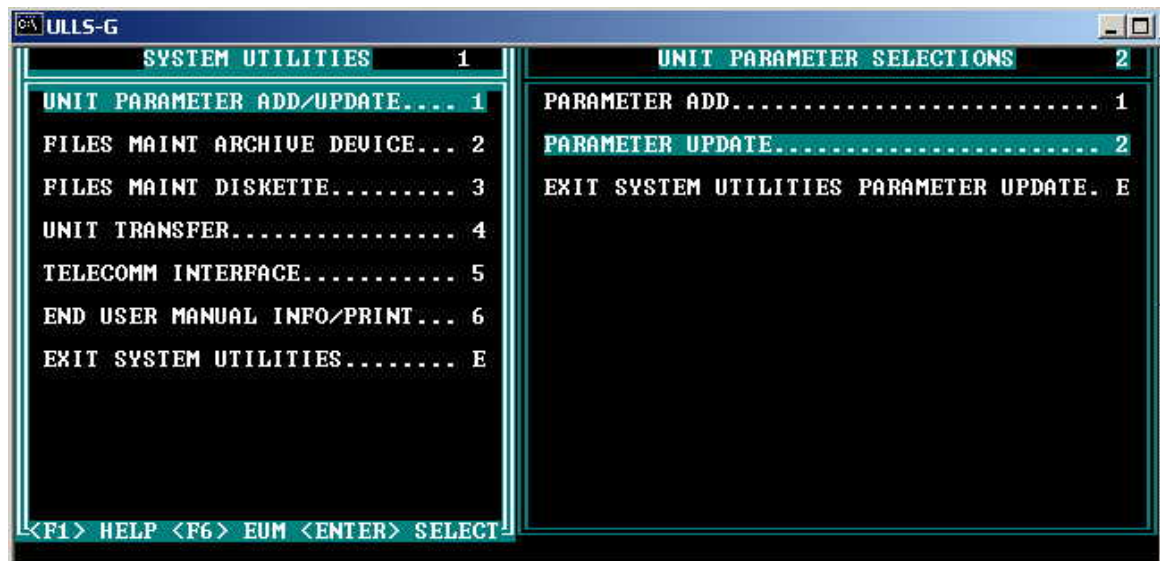 C:\ ULLS-G
SYSTEM UTILITIES 1
UNIT PARAMETER ADD/UPDATE.... 1
FILES MAINT ARCHIVE DEVICE... 2
FILES MAINT DISKETTE......... 3
UNIT TRANSFER................ 4
TELECOMM INTERFACE........... 5
END USER MANUAL INFO/PRINT... 6
EXIT SYSTEM UTILITIES........ E
<F1> HELP <F6> EUM <ENTER> SELECT
UNIT PARAMETER SELECTIONS 2
PARAMETER ADD.......................... 1
PARAMETER UPDATE....................... 2
EXIT SYSTEM UTILITIES PARAMETER UPDATE. E